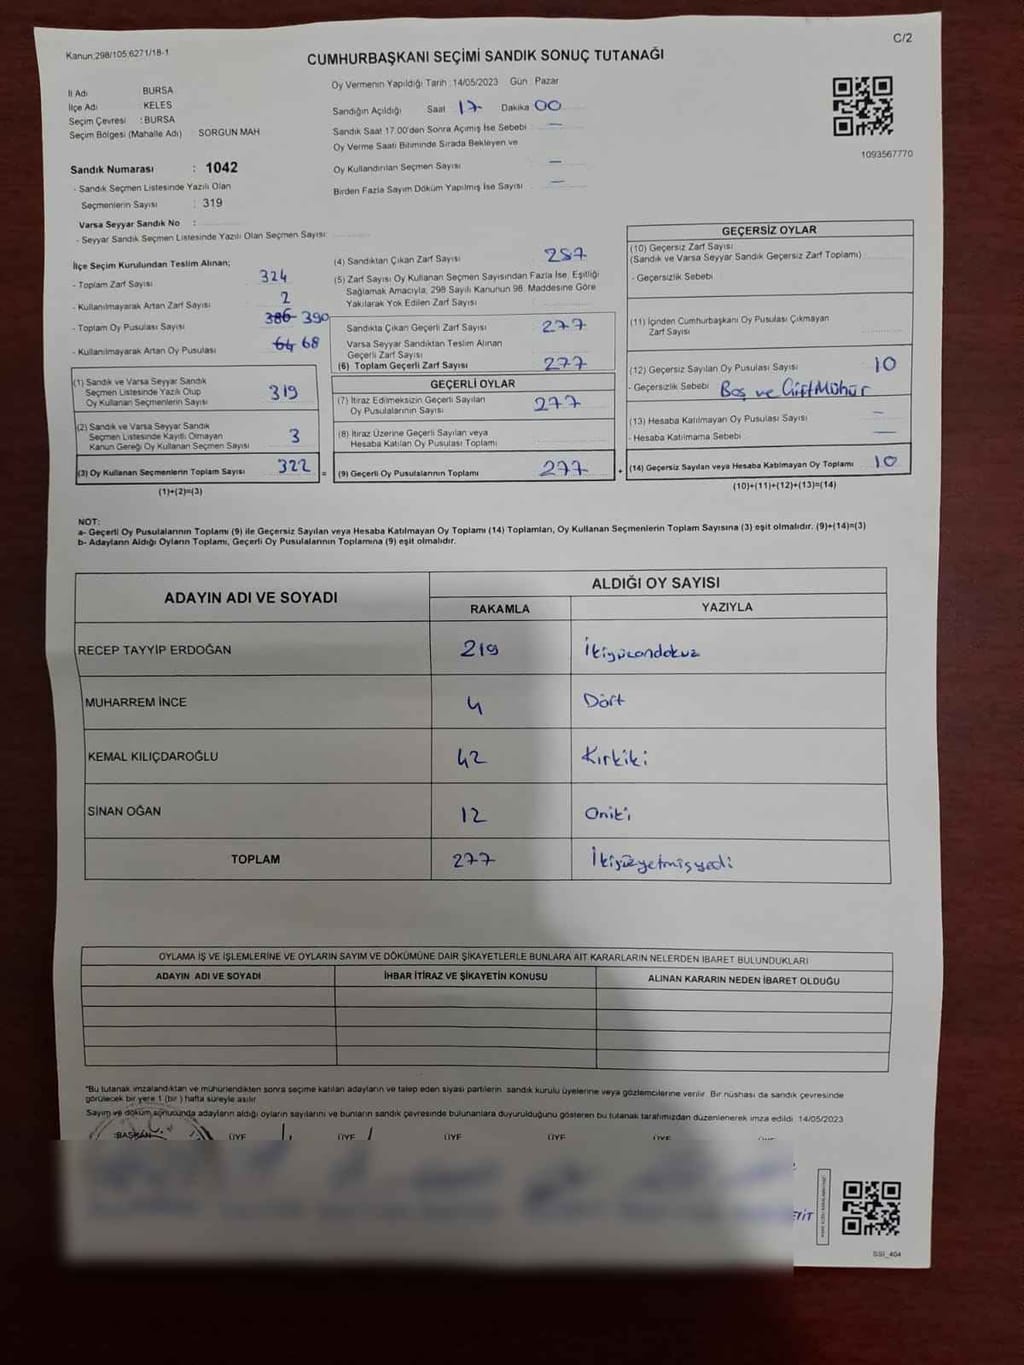 Kanun:298/105;6271/18-1
C/2
CUMHURBAŞKANI SEÇİMİ SANDIK SONUÇ TUTANAĞI
İl Adı BURSA
İlçe Adı KELES
Seçim Çevresi : BURSA
Seçim Bölgesi (Mahalle Adı) SORGUN MAH
Sandık Numarası : 1042
- Sandık Seçmen Listesinde Yazılı Olan
Seçmenlerin Sayısı : 319
Varsa Seyyar Sandık No :
- Seyyar Sandık Seçmen Listesinde Yazılı Olan Seçmen Sayısı:
Oy Vermenin Yapıldığı Tarih : 14/05/2023 Gün : Pazar
Sandığın Açıldığı Saat 17 Dakika 00
Sandık Saat 17.00'den Sonra Açımış İse Sebebi —
Oy Verme Saati Bitiminde Sırada Bekleyen ve
Oy Kullandırılan Seçmen Sayısı —
Birden Fazla Sayım Döküm Yapılmış İse Sayısı —
1093567770
İlçe Seçim Kurulundan Teslim Alınan;
- Toplam Zarf Sayısı 324
- Kullanılmayarak Artan Zarf Sayısı 2
- Toplam Oy Pusulası Sayısı 386 390
- Kullanılmayarak Artan Oy Pusulası 64 68
(1) Sandık ve Varsa Seyyar Sandık
Seçmen Listesinde Yazılı Olup
Oy Kullanan Seçmenlerin Sayısı 319
(2) Sandık ve Varsa Seyyar Sandık
Seçmen Listesinde Kayıtlı Olmayan
Kanun Gereği Oy Kullanan Seçmen Sayısı 3
(3) Oy Kullanan Seçmenlerin Toplam Sayısı 322 =
(1)+(2)=(3)
(4) Sandıktan Çıkan Zarf Sayısı 287
(5) Zarf Sayısı Oy Kullanan Seçmen Sayısından Fazla İse, Eşitliği
Sağlamak Amacıyla, 298 Sayılı Kanunun 98. Maddesine Göre
Yakılarak Yok Edilen Zarf Sayısı
Sandıkta Çıkan Geçerli Zarf Sayısı 277
Varsa Seyyar Sandıktan Teslim Alınan
Geçerli Zarf Sayısı
(6) Toplam Geçerli Zarf Sayısı 277
GEÇERLİ OYLAR
(7) İtiraz Edilmeksizin Geçerli Sayılan
Oy Pusulalarının Sayısı 277
(8) İtiraz Üzerine Geçerli Sayılan veya
Hesaba Katılan Oy Pusulası Toplamı
(9) Geçerli Oy Pusulalarının Toplamı 277 +
GEÇERSİZ OYLAR
(10) Geçersiz Zarf Sayısı
(Sandık ve Varsa Seyyar Sandık Geçersiz Zarf Toplamı)
- Geçersizlik Sebebi
(11) İçinden Cumhurbaşkanı Oy Pusulası Çıkmayan
Zarf Sayısı
(12) Geçersiz Sayılan Oy Pusulası Sayısı 10
- Geçersizlik Sebebi Boş ve Çift Mühür
(13) Hesaba Katılmayan Oy Pusulası Sayısı —
- Hesaba Katılmama Sebebi —
(14) Geçersiz Sayılan veya Hesaba Katılmayan Oy Toplamı 10
(10)+(11)+(12)+(13)=(14)
NOT:
a- Geçerli Oy Pusulalarının Toplamı (9) ile Geçersiz Sayılan veya Hesaba Katılmayan Oy Toplamı (14) Toplamları, Oy Kullanan Seçmenlerin Toplam Sayısına (3) eşit olmalıdır. (9)+(14)=(3)
b- Adayların Aldığı Oyların Toplamı, Geçerli Oy Pusulalarının Toplamına (9) eşit olmalıdır.
ADAYIN ADI VE SOYADI
ALDIĞI OY SAYISI
RAKAMLA YAZIYLA
RECEP TAYYİP ERDOĞAN 219 İkiyüzondokuz
MUHARREM İNCE 4 Dört
KEMAL KILIÇDAROĞLU 42 Kırkiki
SİNAN OĞAN 12 Oniki
TOPLAM 277 İkiyüzyetmişyedi
OYLAMA İŞ VE İŞLEMLERİNE VE OYLARIN SAYIM VE DÖKÜMÜNE DAİR ŞİKAYETLERLE BUNLARA AİT KARARLARIN NELERDEN İBARET BULUNDUKLARI
ADAYIN ADI VE SOYADI İHBAR İTİRAZ VE ŞİKAYETİN KONUSU ALINAN KARARIN NEDEN İBARET OLDUĞU
*Bu tutanak imzalandıktan ve mühürlendikten sonra seçime katılan adayların ve talep eden siyasi partilerin sandık kurulu üyelerine veya gözlemcilerine verilir. Bir nüshası da sandık çevresinde
görülecek bir yere 1 (bir) hafta süreyle asılır
Sayım ve döküm sonucunda adayların aldığı oyların sayılarını ve bunların sandık çevresinde bulunanlara duyurulduğunu gösteren bu tutanak tarafımızdan düzenlenerek imza edildi. 14/05/2023
BAŞKAN ÜYE ÜYE ÜYE ÜYE ÜYE ÜYE
SSI_404